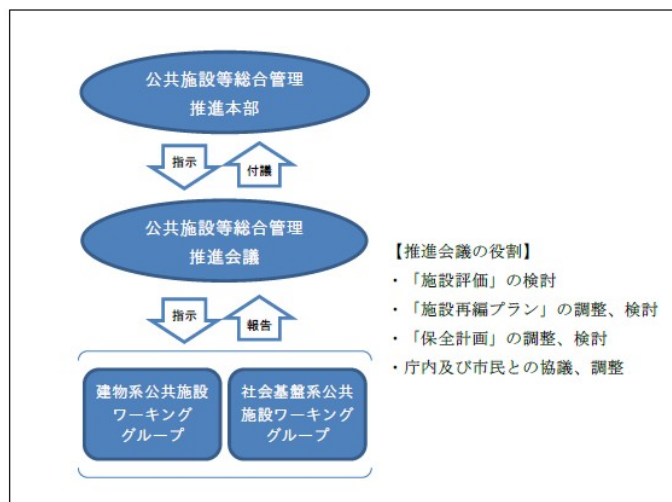 公共施設等総合管理
推進本部
指示
付議
公共施設等総合管理
推進会議
指示
報告
建物系公共施設
ワーキング
グループ
社会基盤系公共
施設ワーキング
グループ
【推進会議の役割】
・「施設評価」の検討
・「施設再編プラン」の調整、検討
・「保全計画」の調整、検討
・庁内及び市民との協議、調整